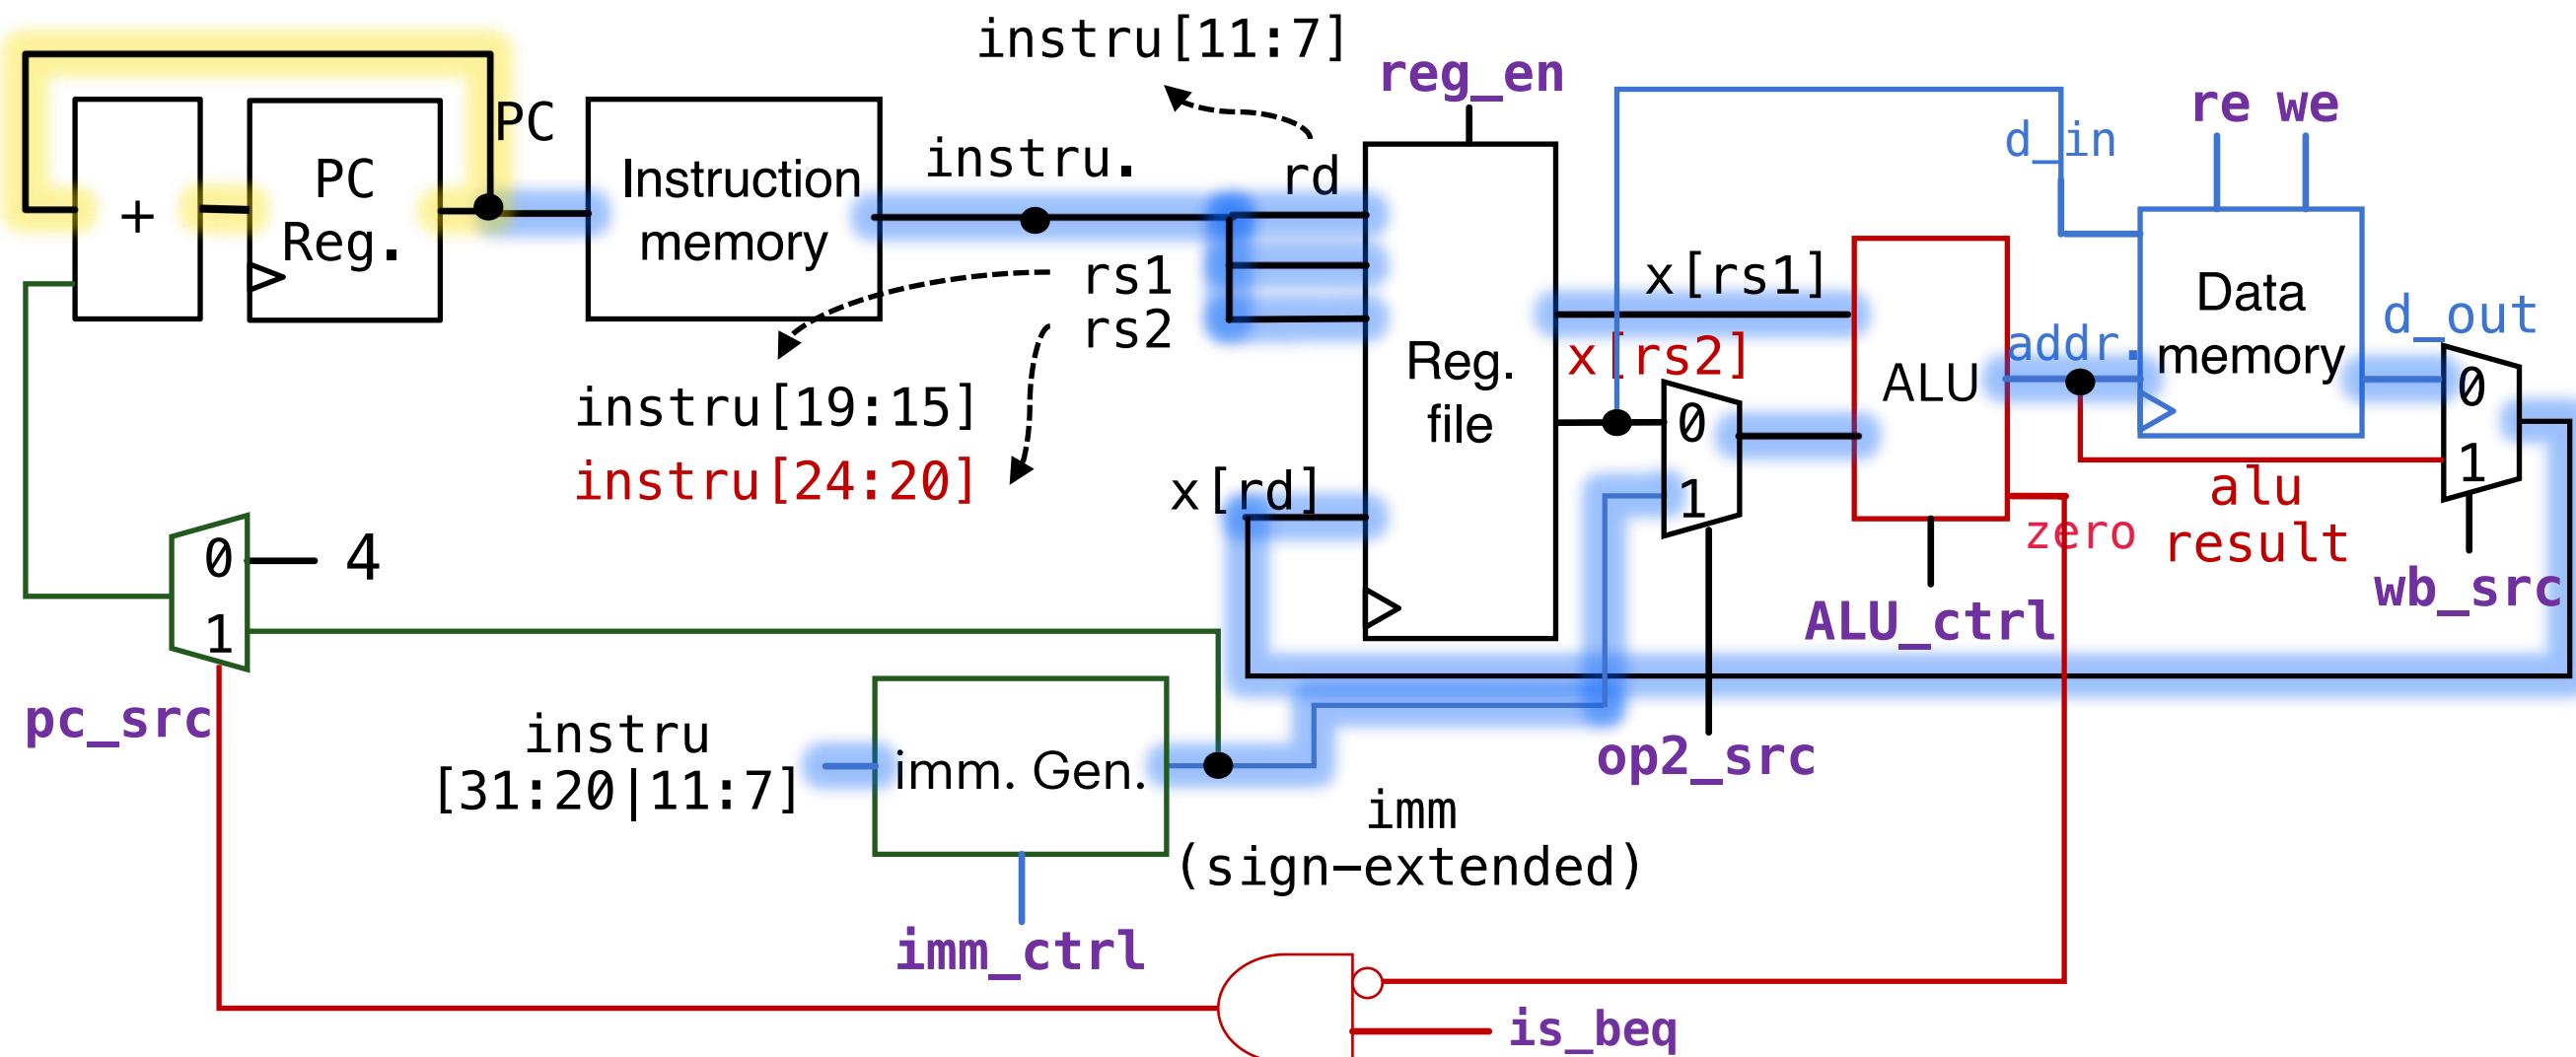 instru[11:7]
reg_en
PC
re we
d_in
instru.
rd
PC
Reg.
+
Instruction
memory
rs1
rs2
x[rs1]
x[rs2]
addr.
Data
memory
d_out
Reg.
file
ALU
0
1
0
1
instru[19:15]
instru[24:20]
x[rd]
zero
alu
result
wb_src
0
4
1
ALU_ctrl
pc_src
instru
[31:20|11:7]
imm. Gen.
op2_src
imm
(sign-extended)
imm_ctrl
is_beq